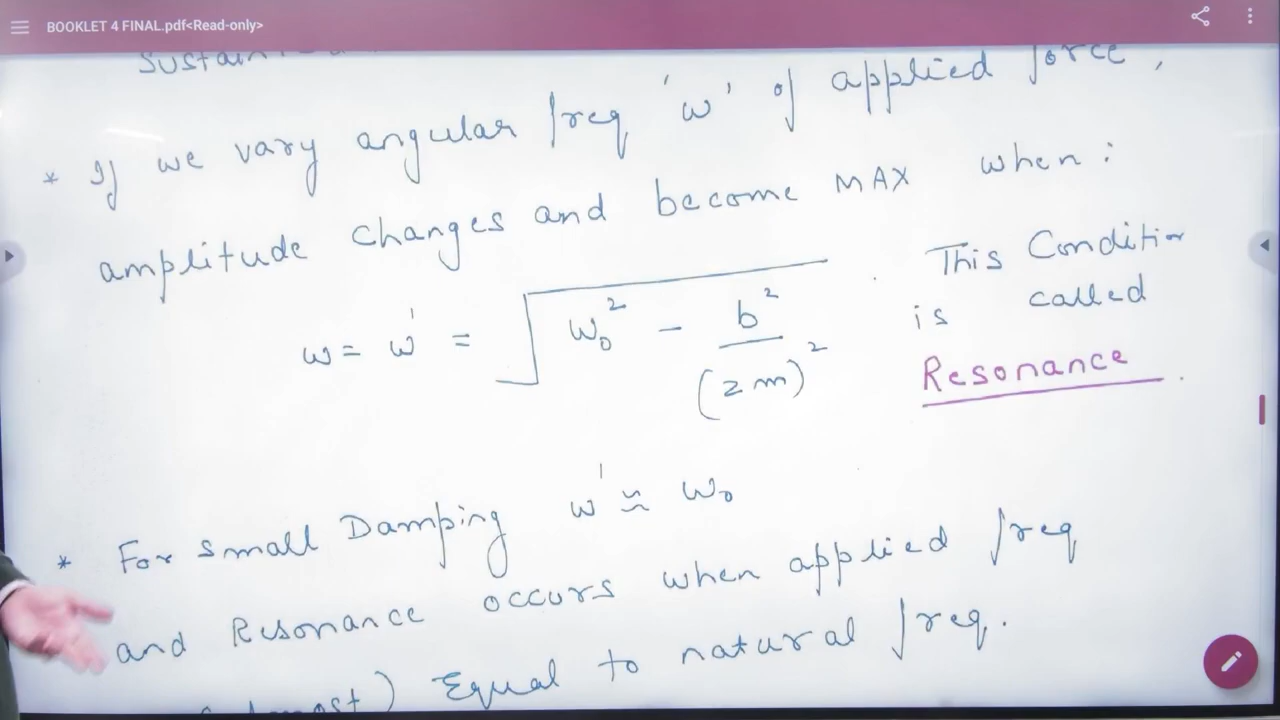 BOOKLET 4 FINAL.pdf<Read-only>
* If we vary angular freq 'ω' of applied force,
amplitude changes and become MAX when :
ω = ω' = √(ω₀² - b²/(2m)²) . This Condition
is called
Resonance .
* For small Damping ω' ≈ ω₀
and Resonance occurs when applied freq
) Equal to natural freq.